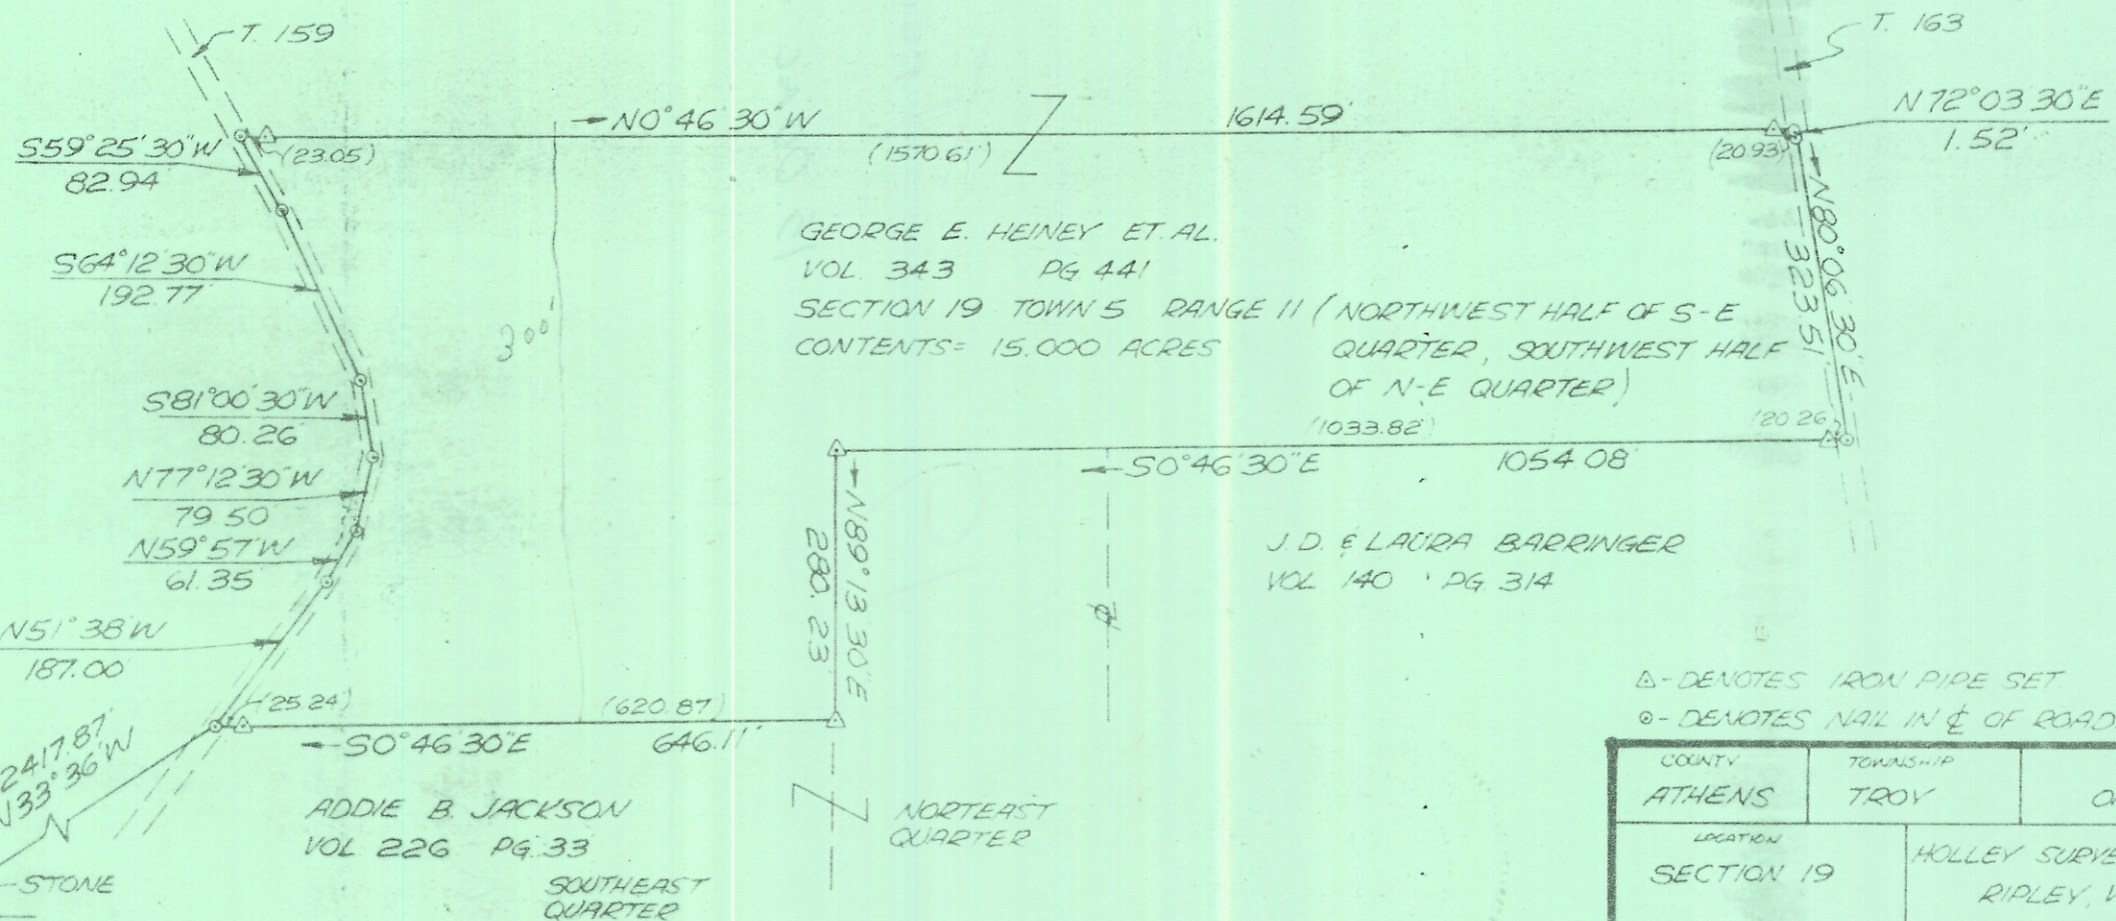 T. 159
T. 163
N0°46'30"W
1614.59'
N72°03'30"E
1.52'
S59°25'30"W
82.94
(23.05)
(1570.61')
(20.93)
N80°06'30"E
323.51
S64°12'30"W
192.77
GEORGE E. HEINEY ET. AL.
VOL. 343 PG 441
SECTION 19 TOWN 5 RANGE 11 (NORTHWEST HALF OF S-E
CONTENTS= 15.000 ACRES QUARTER, SOUTHWEST HALF
OF N-E QUARTER)
300'
S81°00'30"W
80.26
(1033.82')
(20.26)
S0°46'30"E
1054.08'
N77°12'30"W
79.50
N59°57'W
61.35
N89°13'30"E
280.23
J.D. & LAURA BARRINGER
VOL 140 PG. 314
N51°38'W
187.00
(25.24)
(620.87)
S0°46'30"E
646.11'
2417.87'
N33°36'W
STONE
ADDIE B. JACKSON
VOL 226 PG. 33
SOUTHEAST
QUARTER
NORTEAST
QUARTER
△-DENOTES IRON PIPE SET
⊙-DENOTES NAIL IN ℄ OF ROAD
COUNTY
ATHENS
TOWNSHIP
TROY
LOCATION
SECTION 19
HOLLEY SURVE
RIPLEY, W